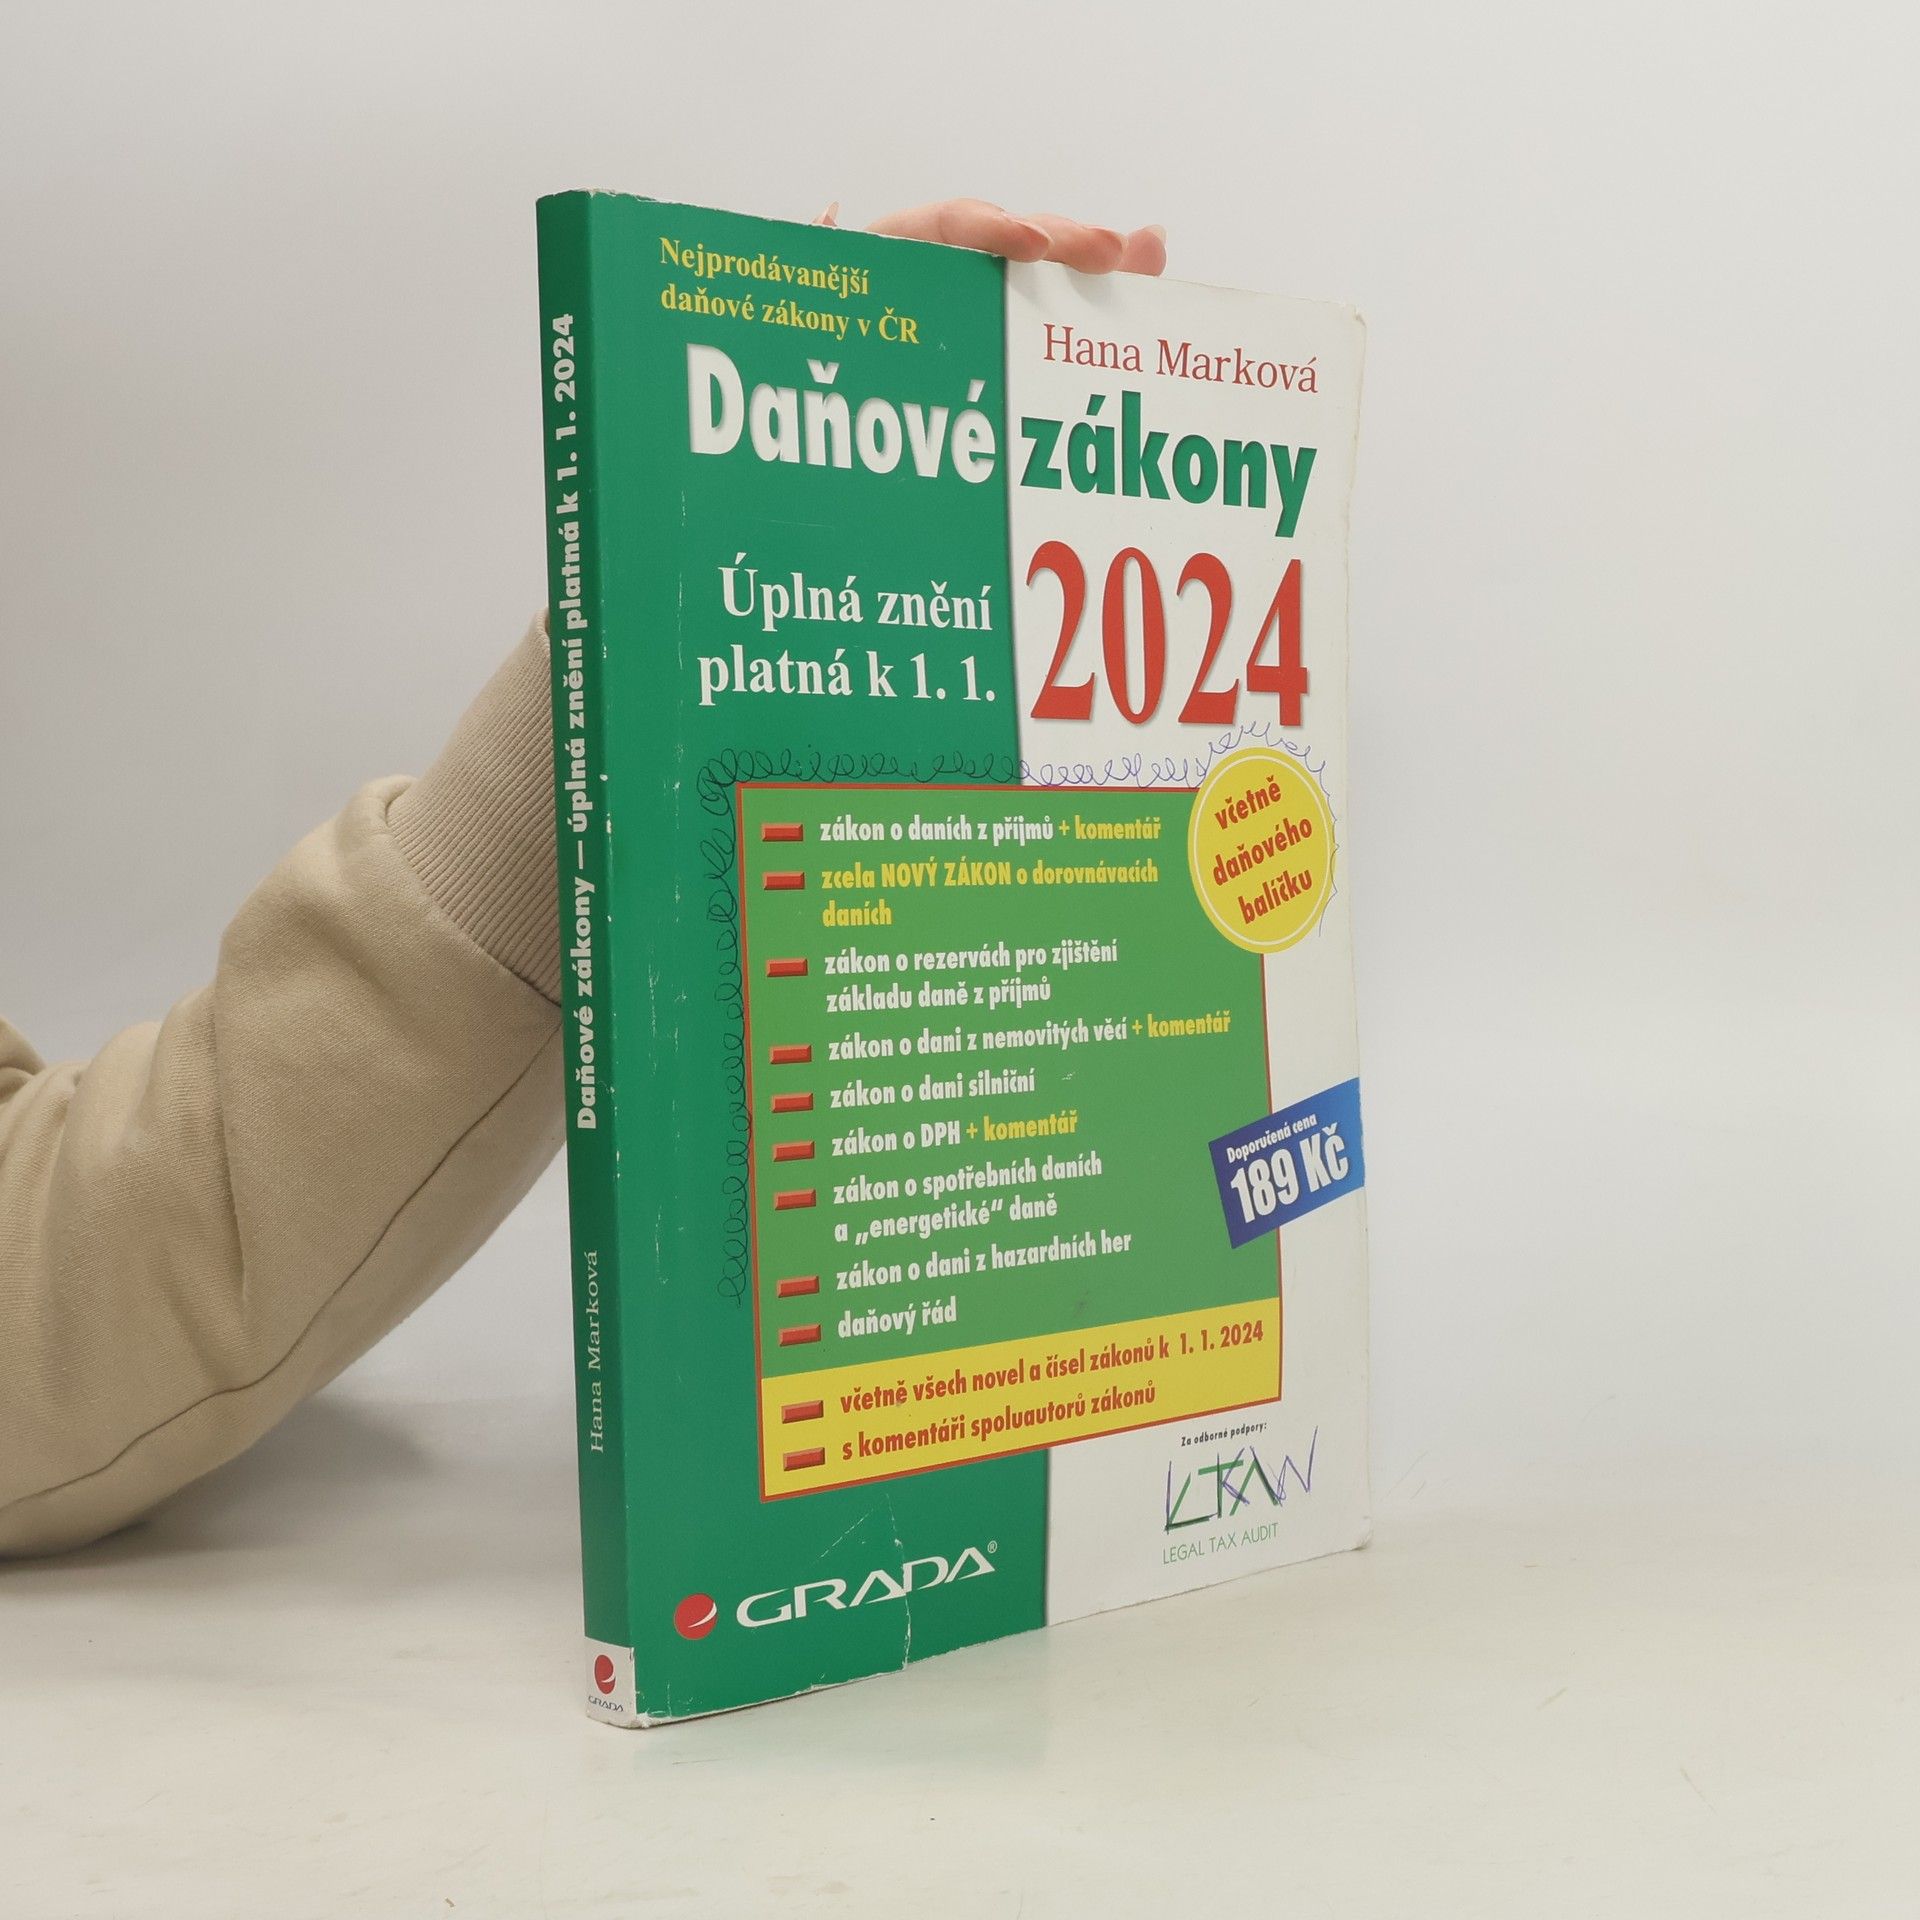 Daňové zákony — úplná znění platná k 1. 1. 2024
Hana Marková
GRADA
Nejprodávanější
daňové zákony v ČR
Hana Marková
Daňové zákony
Úplná znění
platná k 1. 1.
2024
včetně
daňového
balíčku
zákon o daních z příjmů + komentář
zcela NOVÝ ZÁKON o dorovnávacích
daních
zákon o rezervách pro zjištění
základu daně z příjmů
zákon o dani z nemovitých věcí + komentář
zákon o dani silniční
zákon o DPH + komentář
zákon o spotřebních daních
a „energetické“ daně
zákon o dani z hazardních her
daňový řád
Doporučená cena
189 Kč
včetně všech novel a čísel zákonů k 1. 1. 2024
s komentáři spoluautorů zákonů
Za odborné podpory:
LTA
LEGAL TAX AUDIT
GRADA®